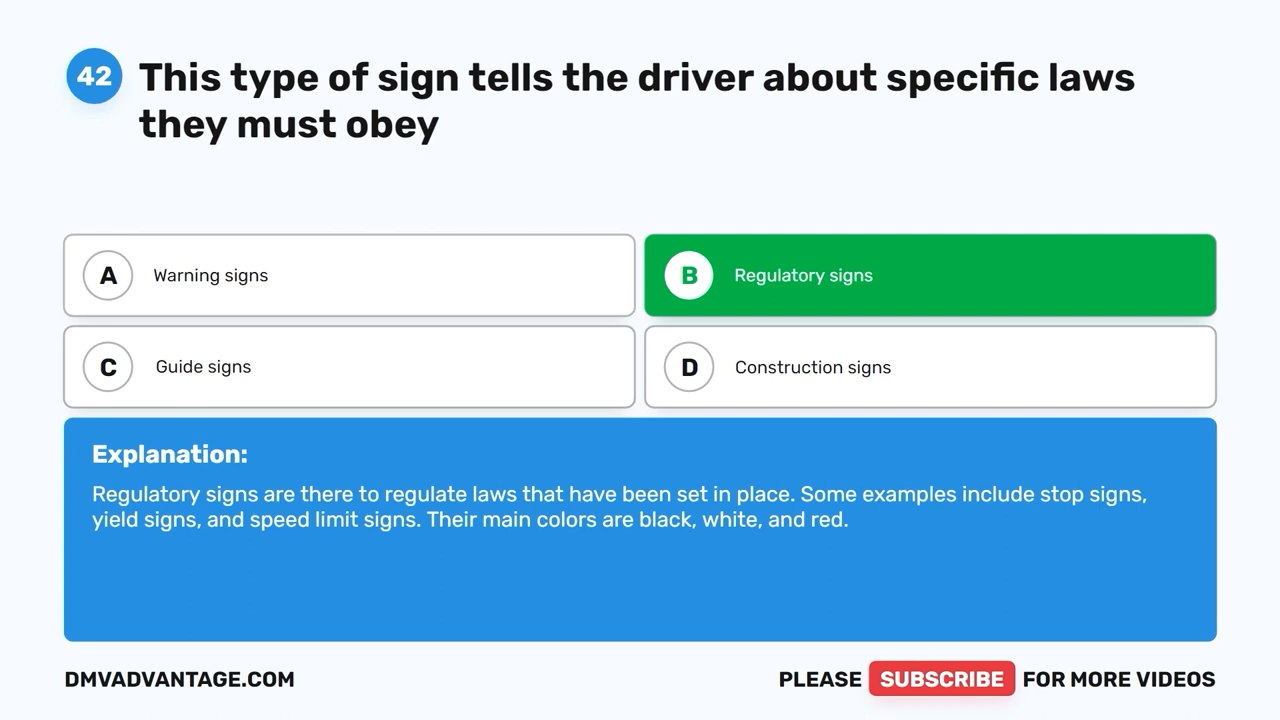 42
This type of sign tells the driver about specific laws
they must obey
A
Warning signs
B
Regulatory signs
C
Guide signs
D
Construction signs
Explanation:
Regulatory signs are there to regulate laws that have been set in place. Some examples include stop signs,
yield signs, and speed limit signs. Their main colors are black, white, and red.
DMVADVANTAGE.COM
PLEASE SUBSCRIBE FOR MORE VIDEOS